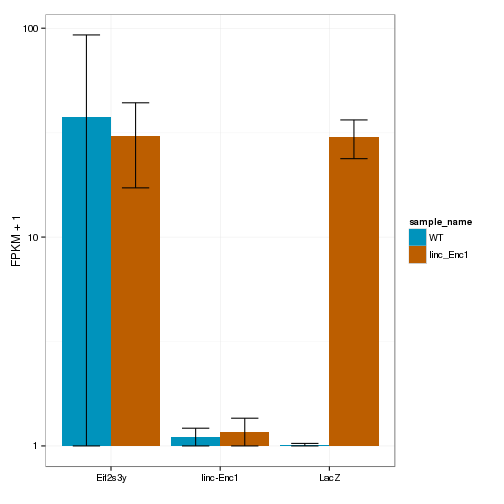 100
10
1
FPKM + 1
Eif2s3y
linc-Enc1
LacZ
sample_name
WT
linc_Enc1